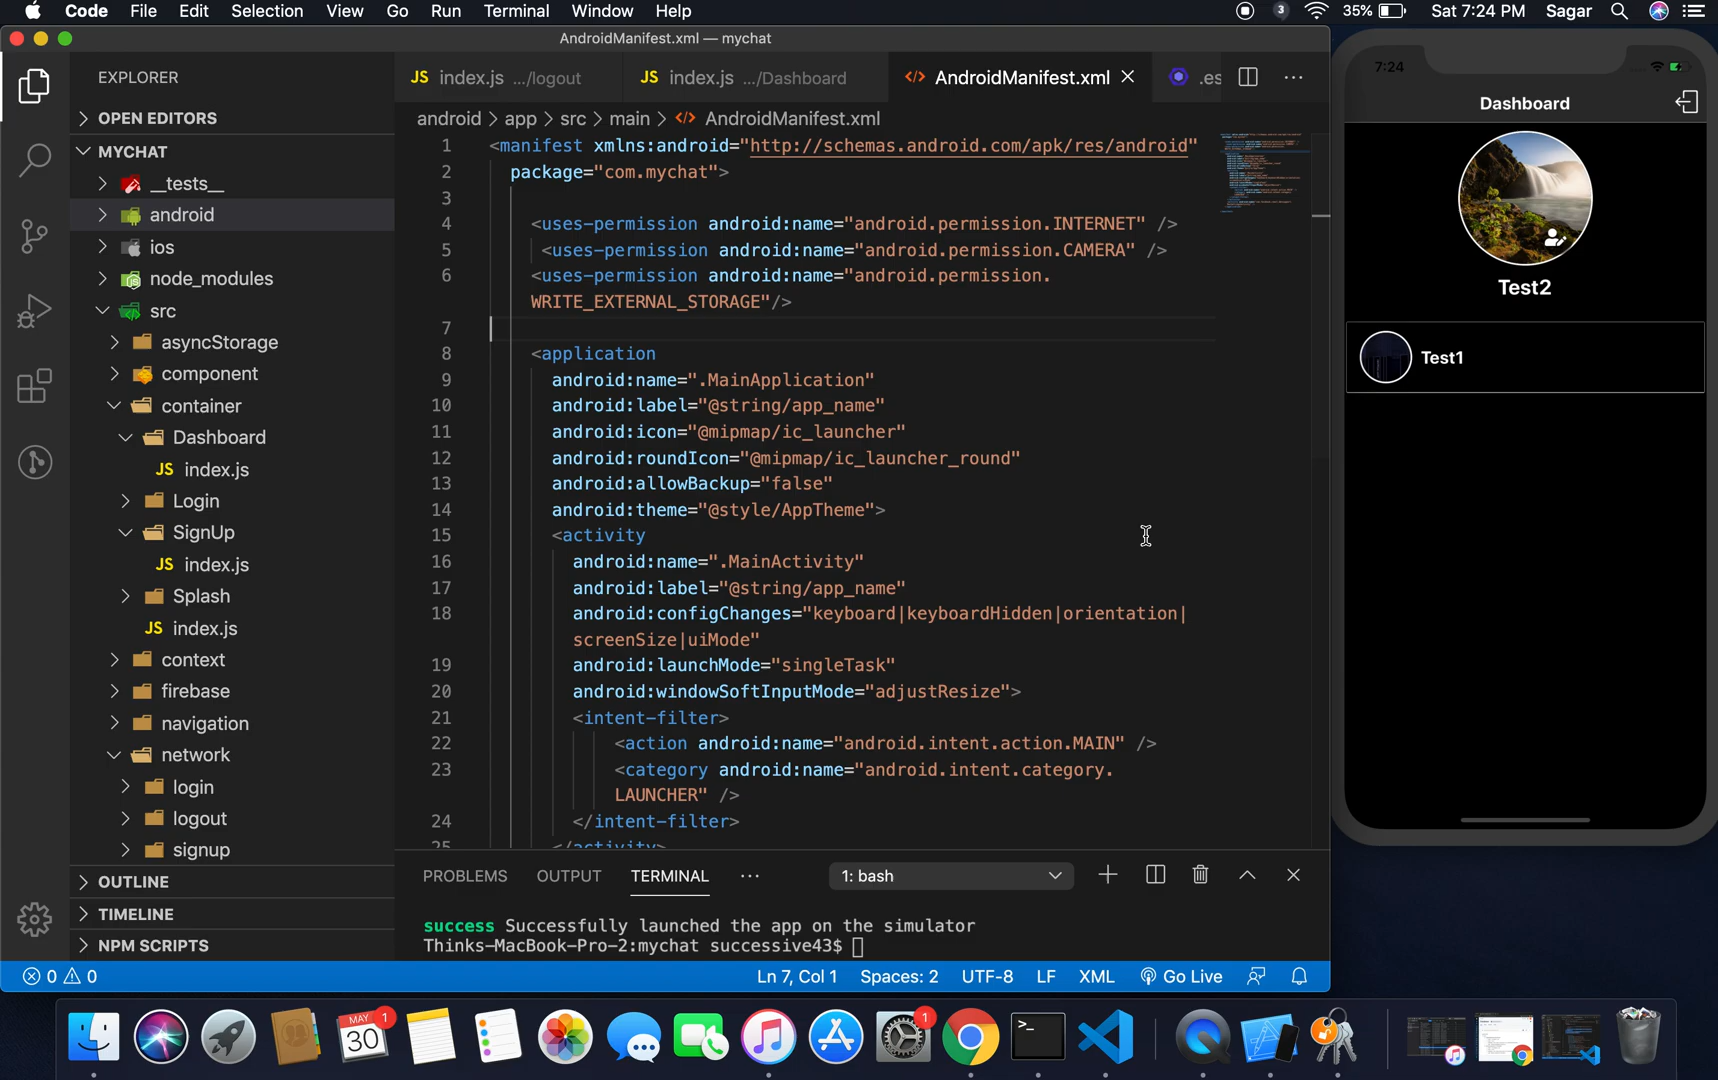 Code File Edit Selection View Go Run Terminal Window Help
3 35% Sat 7:24 PM Sagar
AndroidManifest.xml — mychat
EXPLORER
OPEN EDITORS
MYCHAT
__tests__
android
ios
node_modules
src
asyncStorage
component
container
Dashboard
JS index.js
Login
SignUp
JS index.js
Splash
JS index.js
context
firebase
navigation
network
login
logout
signup
OUTLINE
TIMELINE
NPM SCRIPTS
JS index.js .../logout
JS index.js .../Dashboard
AndroidManifest.xml
.es
android > app > src > main > AndroidManifest.xml
1 <manifest xmlns:android="http://schemas.android.com/apk/res/android"
2 package="com.mychat">
3
4 <uses-permission android:name="android.permission.INTERNET" />
5 <uses-permission android:name="android.permission.CAMERA" />
6 <uses-permission android:name="android.permission.
WRITE_EXTERNAL_STORAGE"/>
7
8 <application
9 android:name=".MainApplication"
10 android:label="@string/app_name"
11 android:icon="@mipmap/ic_launcher"
12 android:roundIcon="@mipmap/ic_launcher_round"
13 android:allowBackup="false"
14 android:theme="@style/AppTheme">
15 <activity
16 android:name=".MainActivity"
17 android:label="@string/app_name"
18 android:configChanges="keyboard|keyboardHidden|orientation|
screenSize|uiMode"
19 android:launchMode="singleTask"
20 android:windowSoftInputMode="adjustResize">
21 <intent-filter>
22 <action android:name="android.intent.action.MAIN" />
23 <category android:name="android.intent.category.
LAUNCHER" />
24 </intent-filter>
25 </activity>
PROBLEMS OUTPUT TERMINAL ... 1: bash
success Successfully launched the app on the simulator
Thinks-MacBook-Pro-2:mychat successive43$
0 0 Ln 7, Col 1 Spaces: 2 UTF-8 LF XML Go Live
7:24
Dashboard
Test2
Test1
MAY
30
1
1